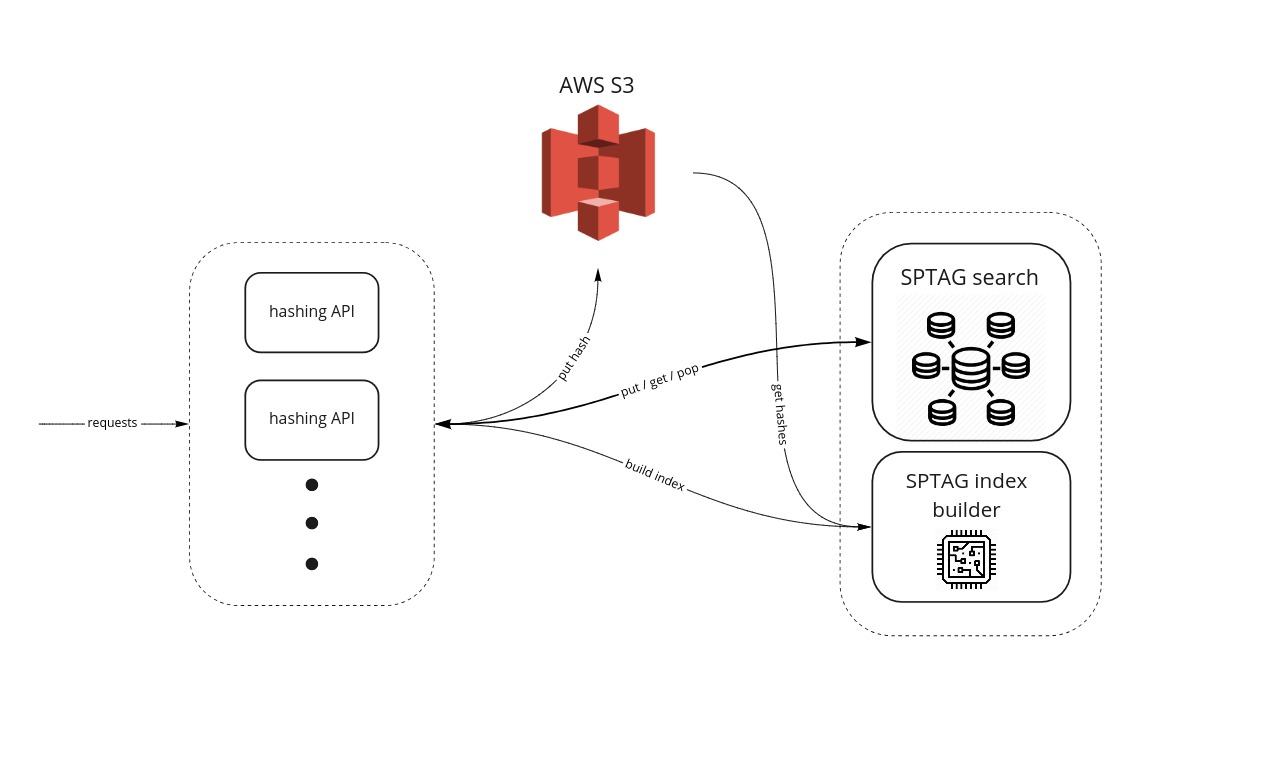 AWS S3
hashing API
hashing API
requests
put hash
put / get / pop
build index
get hashes
SPTAG search
SPTAG index
builder